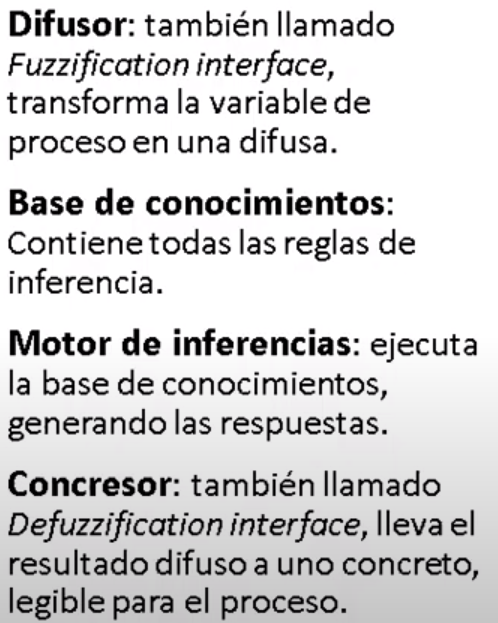 Difusor: también llamado
Fuzzification interface,
transforma la variable de
proceso en una difusa.
Base de conocimientos:
Contiene todas las reglas de
inferencia.
Motor de inferencias: ejecuta
la base de conocimientos,
generando las respuestas.
Concresor: también llamado
Defuzzification interface, lleva el
resultado difuso a uno concreto,
legible para el proceso.